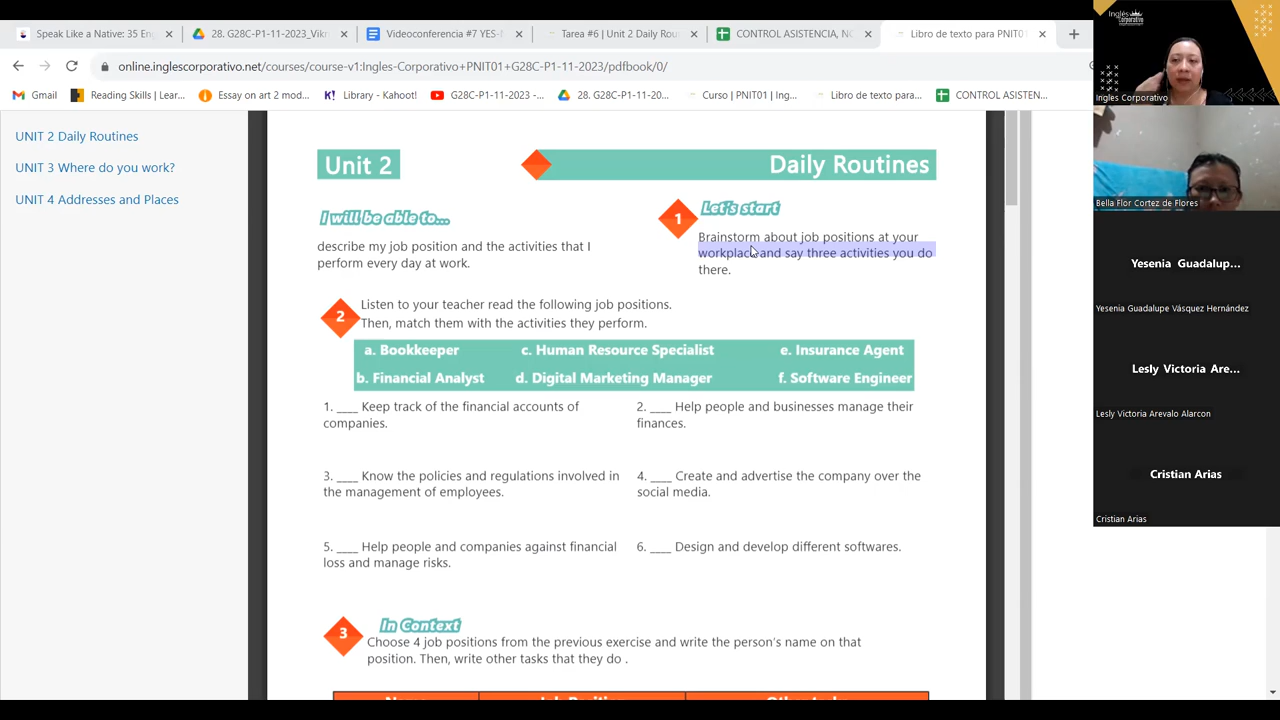 Speak Like a Native: 35 En
28. G28C-P1-11-2023_Vikn
Videoconferencia #7 YES-N
Tarea #6 | Unit 2 Daily Rou
CONTROL ASISTENCIA, NO
Libro de texto para PNIT01
online.inglescorporativo.net/courses/course-v1:Ingles-Corporativo+PNIT01+G28C-P1-11-2023/pdfbook/0/
Gmail
Reading Skills | Lear...
Essay on art 2 mod...
Library - Kahoot!
G28C-P1-11-2023 -...
28. G28C-P1-11-20...
Curso | PNIT01 | Ing...
Libro de texto para...
CONTROL ASISTEN...
UNIT 2 Daily Routines
UNIT 3 Where do you work?
UNIT 4 Addresses and Places
Unit 2
Daily Routines
I will be able to...
describe my job position and the activities that I
perform every day at work.
1
Let's start
Brainstorm about job positions at your
workplace and say three activities you do
there.
2
Listen to your teacher read the following job positions.
Then, match them with the activities they perform.
a. Bookkeeper
c. Human Resource Specialist
e. Insurance Agent
b. Financial Analyst
d. Digital Marketing Manager
f. Software Engineer
1. ____ Keep track of the financial accounts of
companies.
2. ____ Help people and businesses manage their
finances.
3. ____ Know the policies and regulations involved in
the management of employees.
4. ____ Create and advertise the company over the
social media.
5. ____ Help people and companies against financial
loss and manage risks.
6. ____ Design and develop different softwares.
3
In Context
Choose 4 job positions from the previous exercise and write the person's name on that
position. Then, write other tasks that they do .
Name
Job Position
Other tasks
Inglés
Corporativo
Ingles Corporativo
Bella Flor Cortez de Flores
Yesenia Guadalup...
Yesenia Guadalupe Vásquez Hernández
Lesly Victoria Are...
Lesly Victoria Arevalo Alarcon
Cristian Arias
Cristian Arias